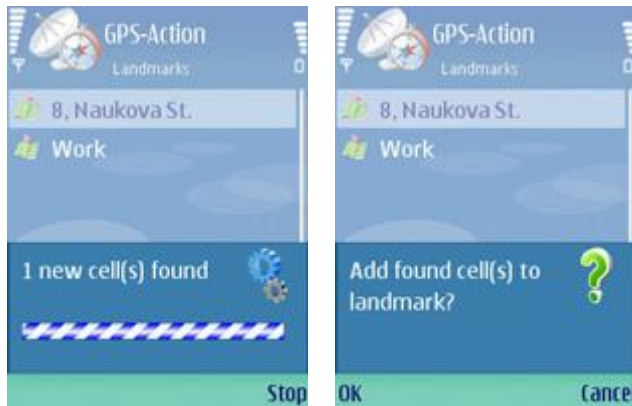 GPS-Action
Landmarks
8, Naukova St.
Work
1 new cell(s) found
Stop
GPS-Action
Landmarks
8, Naukova St.
Work
Add found cell(s) to
landmark?
OK
Cance